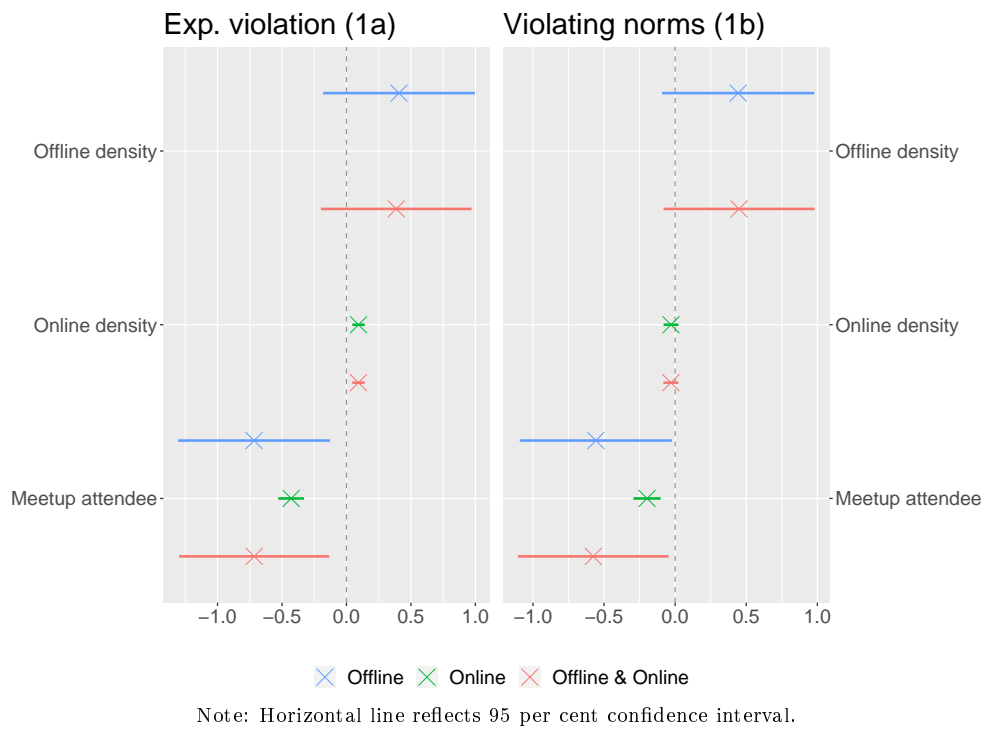 Exp. violation (1a)
Violating norms (1b)
Offline density
Offline density
Online density
Online density
Meetup attendee
Meetup attendee
−1.0 −0.5 0.0 0.5 1.0
−1.0 −0.5 0.0 0.5 1.0
Offline Online Offline & Online
Note: Horizontal line reflects 95 per cent confidence interval.